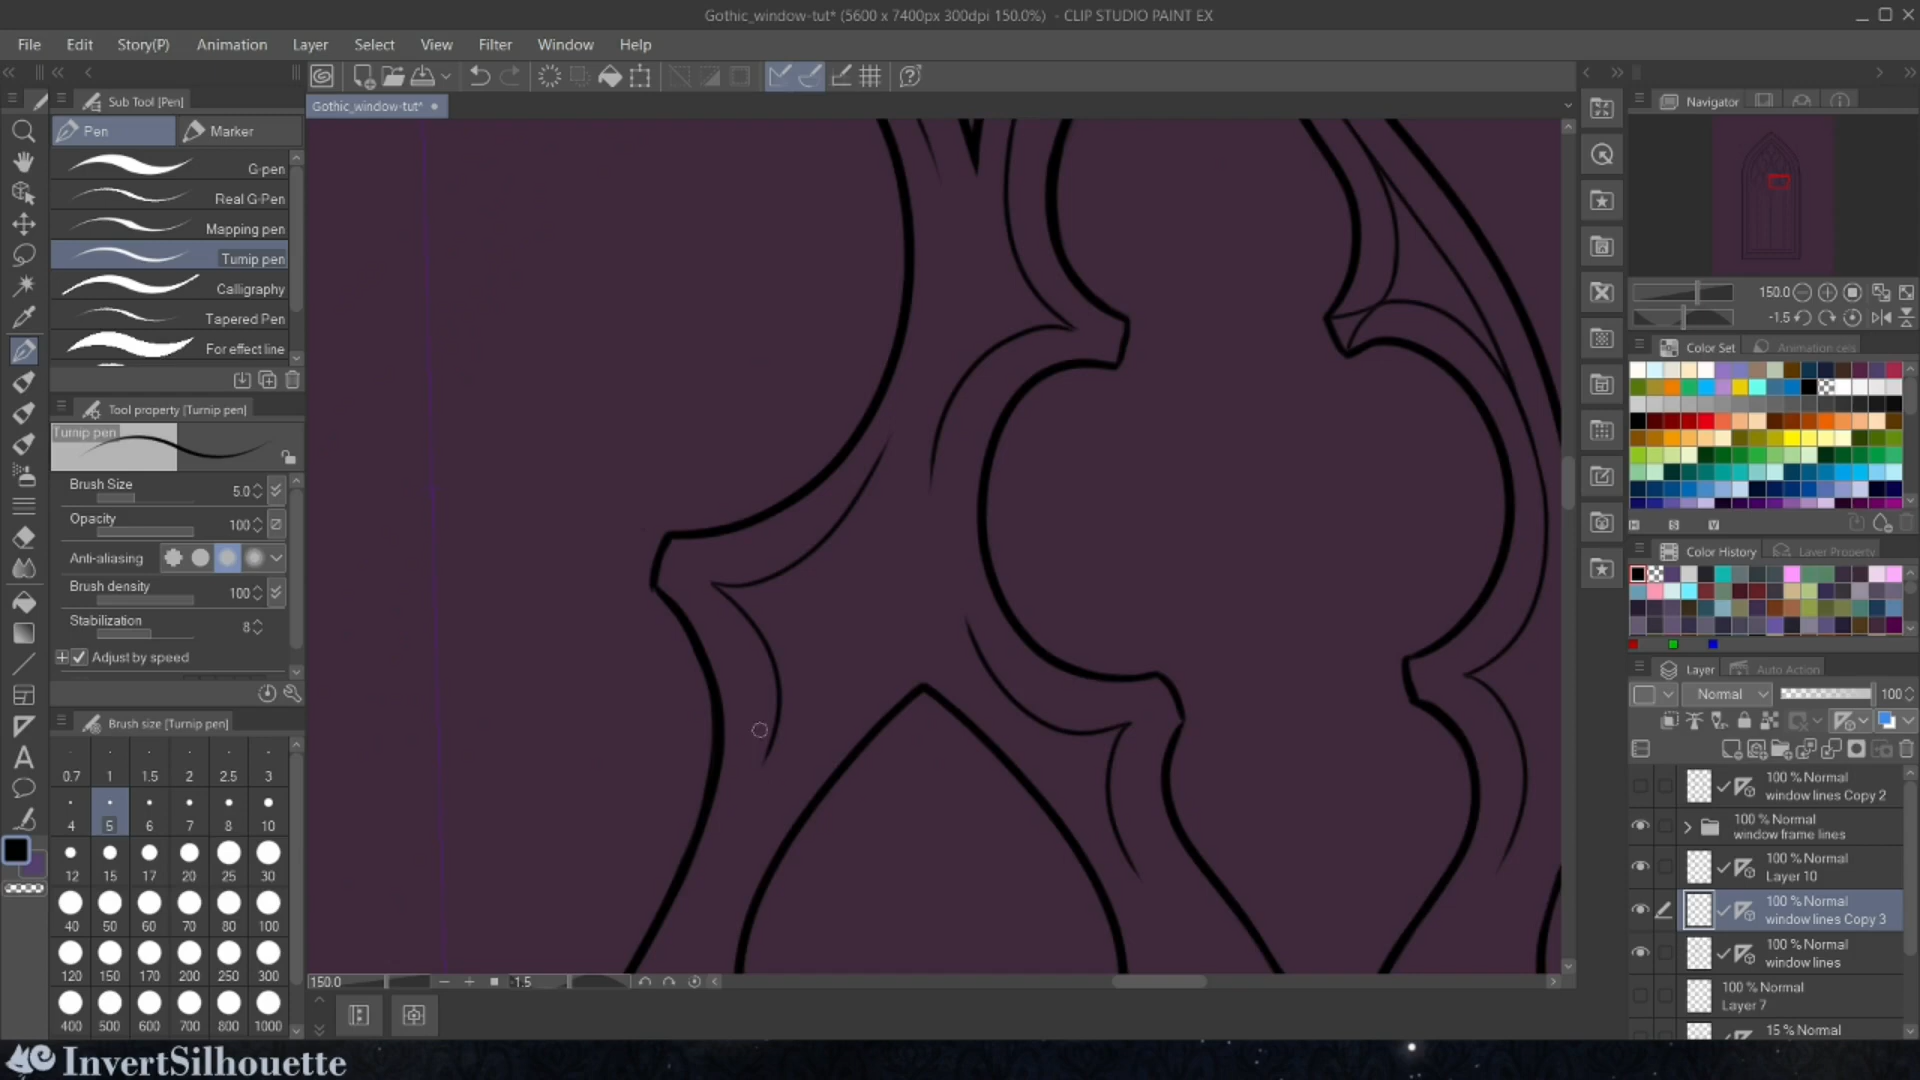 Gothic_window-tut* (5600 x 7400px 300dpi 150.0%) - CLIP STUDIO PAINT EX
File Edit Story(P) Animation Layer Select View Filter Window Help
Sub Tool [Pen]
Gothic_window-tut*
Navigator
Pen
Marker
G-pen
Real G-Pen
Mapping pen
Turnip pen
Calligraphy
Tapered Pen
For effect line
Tool property [Turnip pen]
Turnip pen
Brush Size 5.0
Opacity 100
Anti-aliasing
Brush density 100
Stabilization 8
Adjust by speed
Brush size [Turnip pen]
0.7 1 1.5 2 2.5 3
4 5 6 7 8 10
12 15 17 20 25 30
40 50 60 70 80 100
120 150 170 200 250 300
400 500 600 700 800 1000
150.0
-1.5
150.0
-1.5
Color Set
Animation cels
H S V
Color History
Layer Property
Layer
Auto Action
Normal 100
100 % Normal
window lines Copy 2
100 % Normal
window frame lines
100 % Normal
Layer 10
100 % Normal
window lines Copy 3
100 % Normal
window lines
100 % Normal
Layer 7
15 % Normal
InvertSilhouette